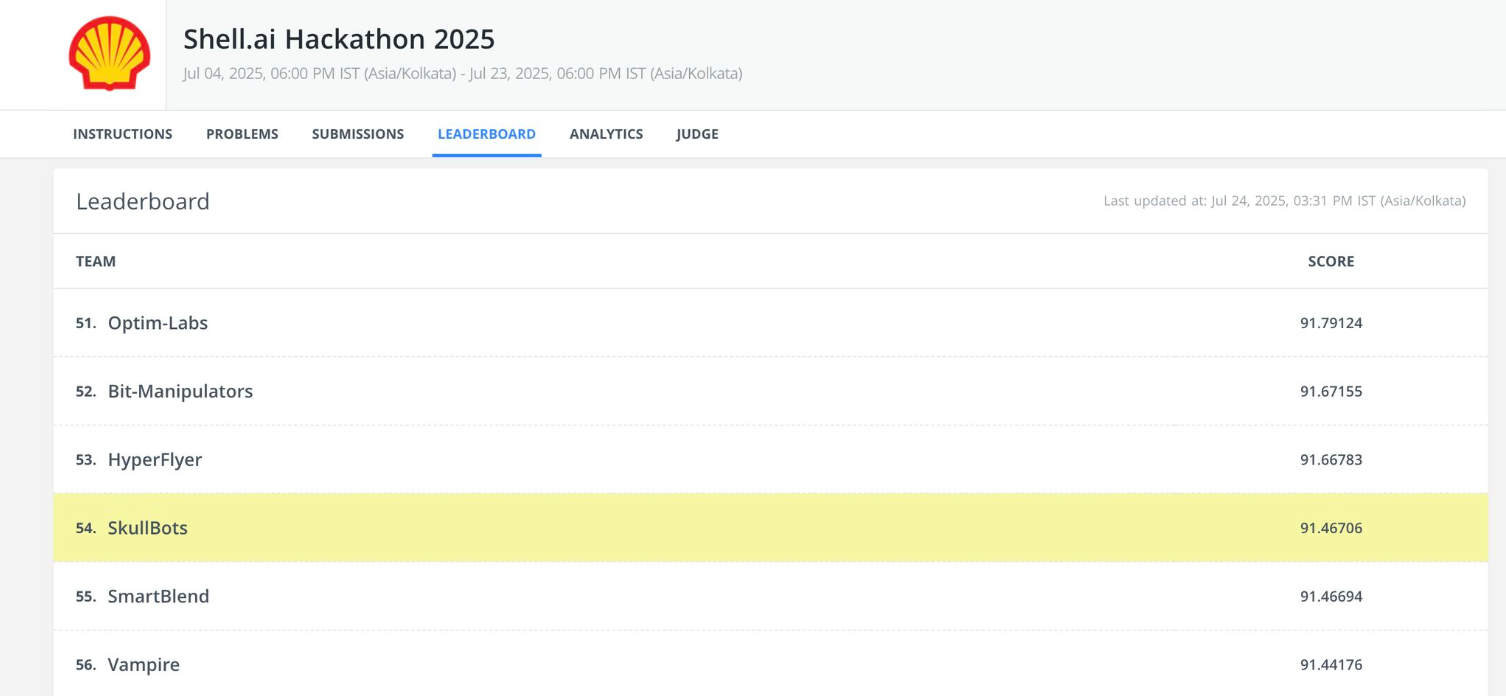 Shell.ai Hackathon 2025
Jul 04, 2025, 06:00 PM IST (Asia/Kolkata) - Jul 23, 2025, 06:00 PM IST (Asia/Kolkata)
INSTRUCTIONS PROBLEMS SUBMISSIONS LEADERBOARD ANALYTICS JUDGE
Leaderboard Last updated at: Jul 24, 2025, 03:31 PM IST (Asia/Kolkata)
TEAM SCORE
51. Optim-Labs 91.79124
52. Bit-Manipulators 91.67155
53. HyperFlyer 91.66783
54. SkullBots 91.46706
55. SmartBlend 91.46694
56. Vampire 91.44176